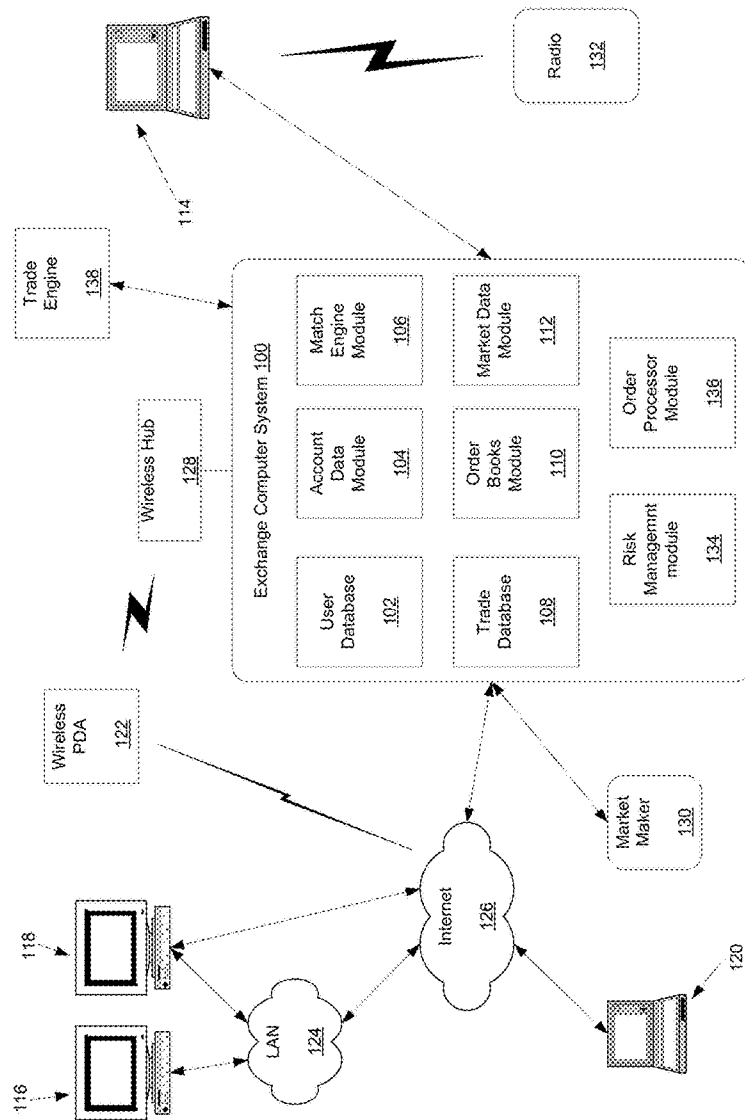 116
118
LAN
124
Wireless
PDA
122
Wireless Hub
128
Trade
Engine
138
114
Internet
126
120
Market
Maker
130
Exchange Computer System 100
User
Database
102
Account
Data
Module
104
Match
Engine
Module
106
Trade
Database
108
Order
Books
Module
110
Market Data
Module
112
Risk
Managemnt
module
134
Order
Processor
Module
136
Radio
132